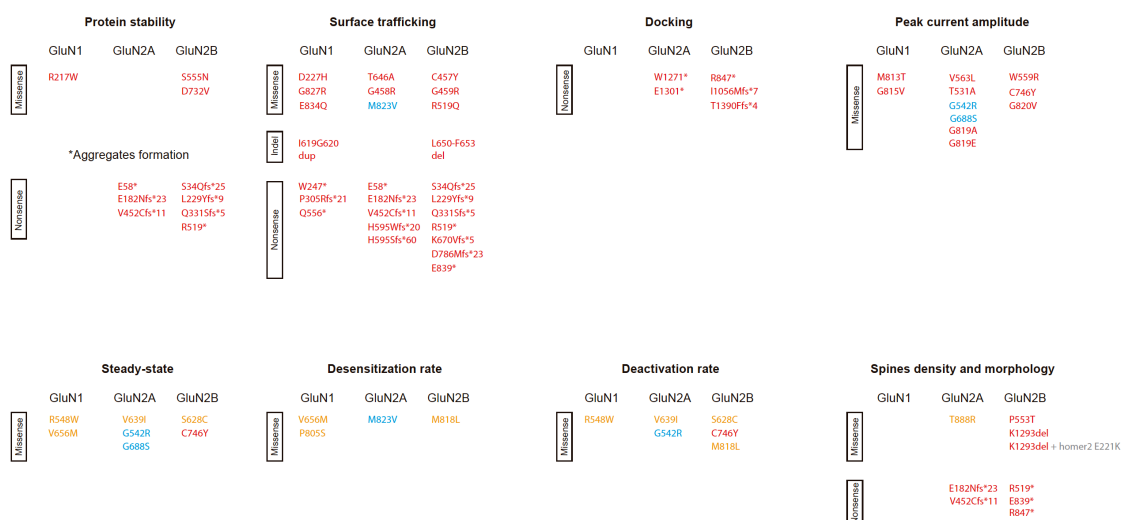 Protein stability
GluN1 GluN2A GluN2B
Missense
R217W S555N
D732V
*Aggregates formation
Nonsense
E58* S34Qfs*25
E182Nfs*23 L229Yfs*9
V452Cfs*11 Q331Sfs*5
R519*
Surface trafficking
GluN1 GluN2A GluN2B
Missense
D227H T646A C457Y
G827R G458R G459R
E834Q M823V R519Q
Indel
I619G620 L650-F653
dup del
Nonsense
W247* E58* S34Qfs*25
P305Rfs*21 E182Nfs*23 L229Yfs*9
Q556* V452Cfs*11 Q331Sfs*5
H595Wfs*20 R519*
H595Sfs*60 K670Vfs*5
D786Mfs*23
E839*
Docking
GluN1 GluN2A GluN2B
Nonsense
W1271* R847*
E1301* I1056Mfs*7
T1390Ffs*4
Peak current amplitude
GluN1 GluN2A GluN2B
Missense
M813T V563L W559R
G815V T531A C746Y
G542R G820V
G688S
G819A
G819E
Steady-state
GluN1 GluN2A GluN2B
Missense
R548W V639I S628C
V656M G542R C746Y
G688S
Desensitization rate
GluN1 GluN2A GluN2B
Missense
V656M M823V M818L
P805S
Deactivation rate
GluN1 GluN2A GluN2B
Missense
R548W V639I S628C
G542R C746Y
M818L
Spines density and morphology
GluN1 GluN2A GluN2B
Missense
T888R P553T
K1293del
K1293del + homer2 E221K
Nonsense
E182Nfs*23 R519*
V452Cfs*11 E839*
R847*